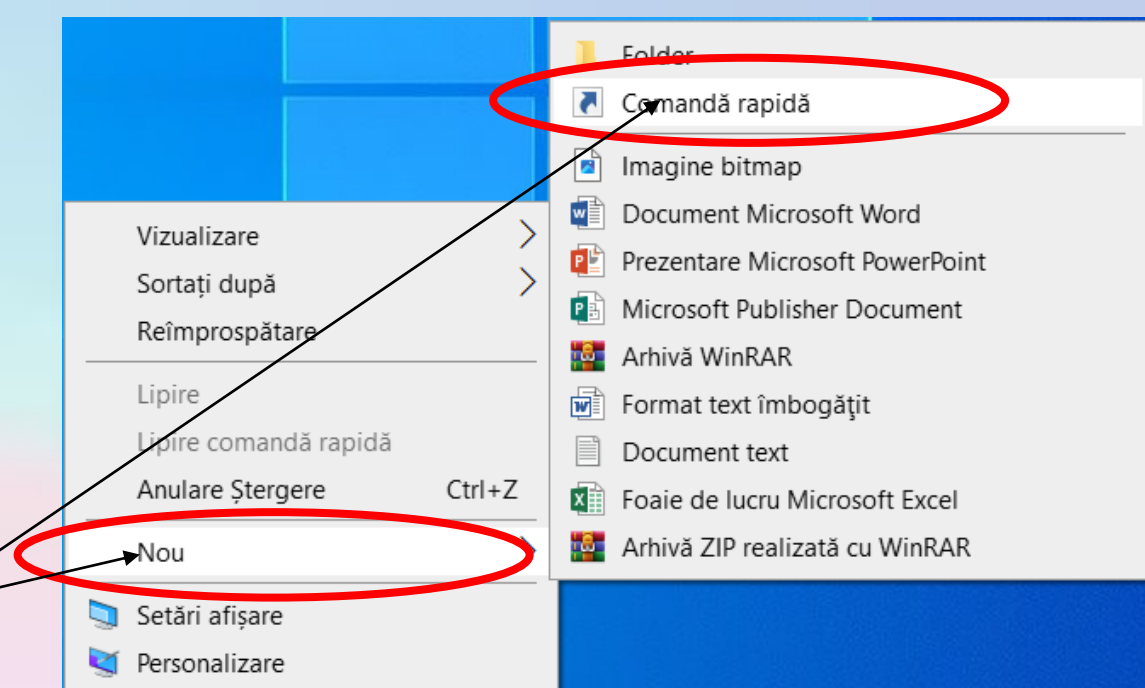 Vizualizare
Sortați după
Reîmprospătare
Lipire
Lipire comandă rapidă
Anulare Ștergere Ctrl+Z
Nou
Setări afișare
Personalizare
Folder
Comandă rapidă
Imagine bitmap
Document Microsoft Word
Prezentare Microsoft PowerPoint
Microsoft Publisher Document
Arhivă WinRAR
Format text îmbogăţit
Document text
Foaie de lucru Microsoft Excel
Arhivă ZIP realizată cu WinRAR